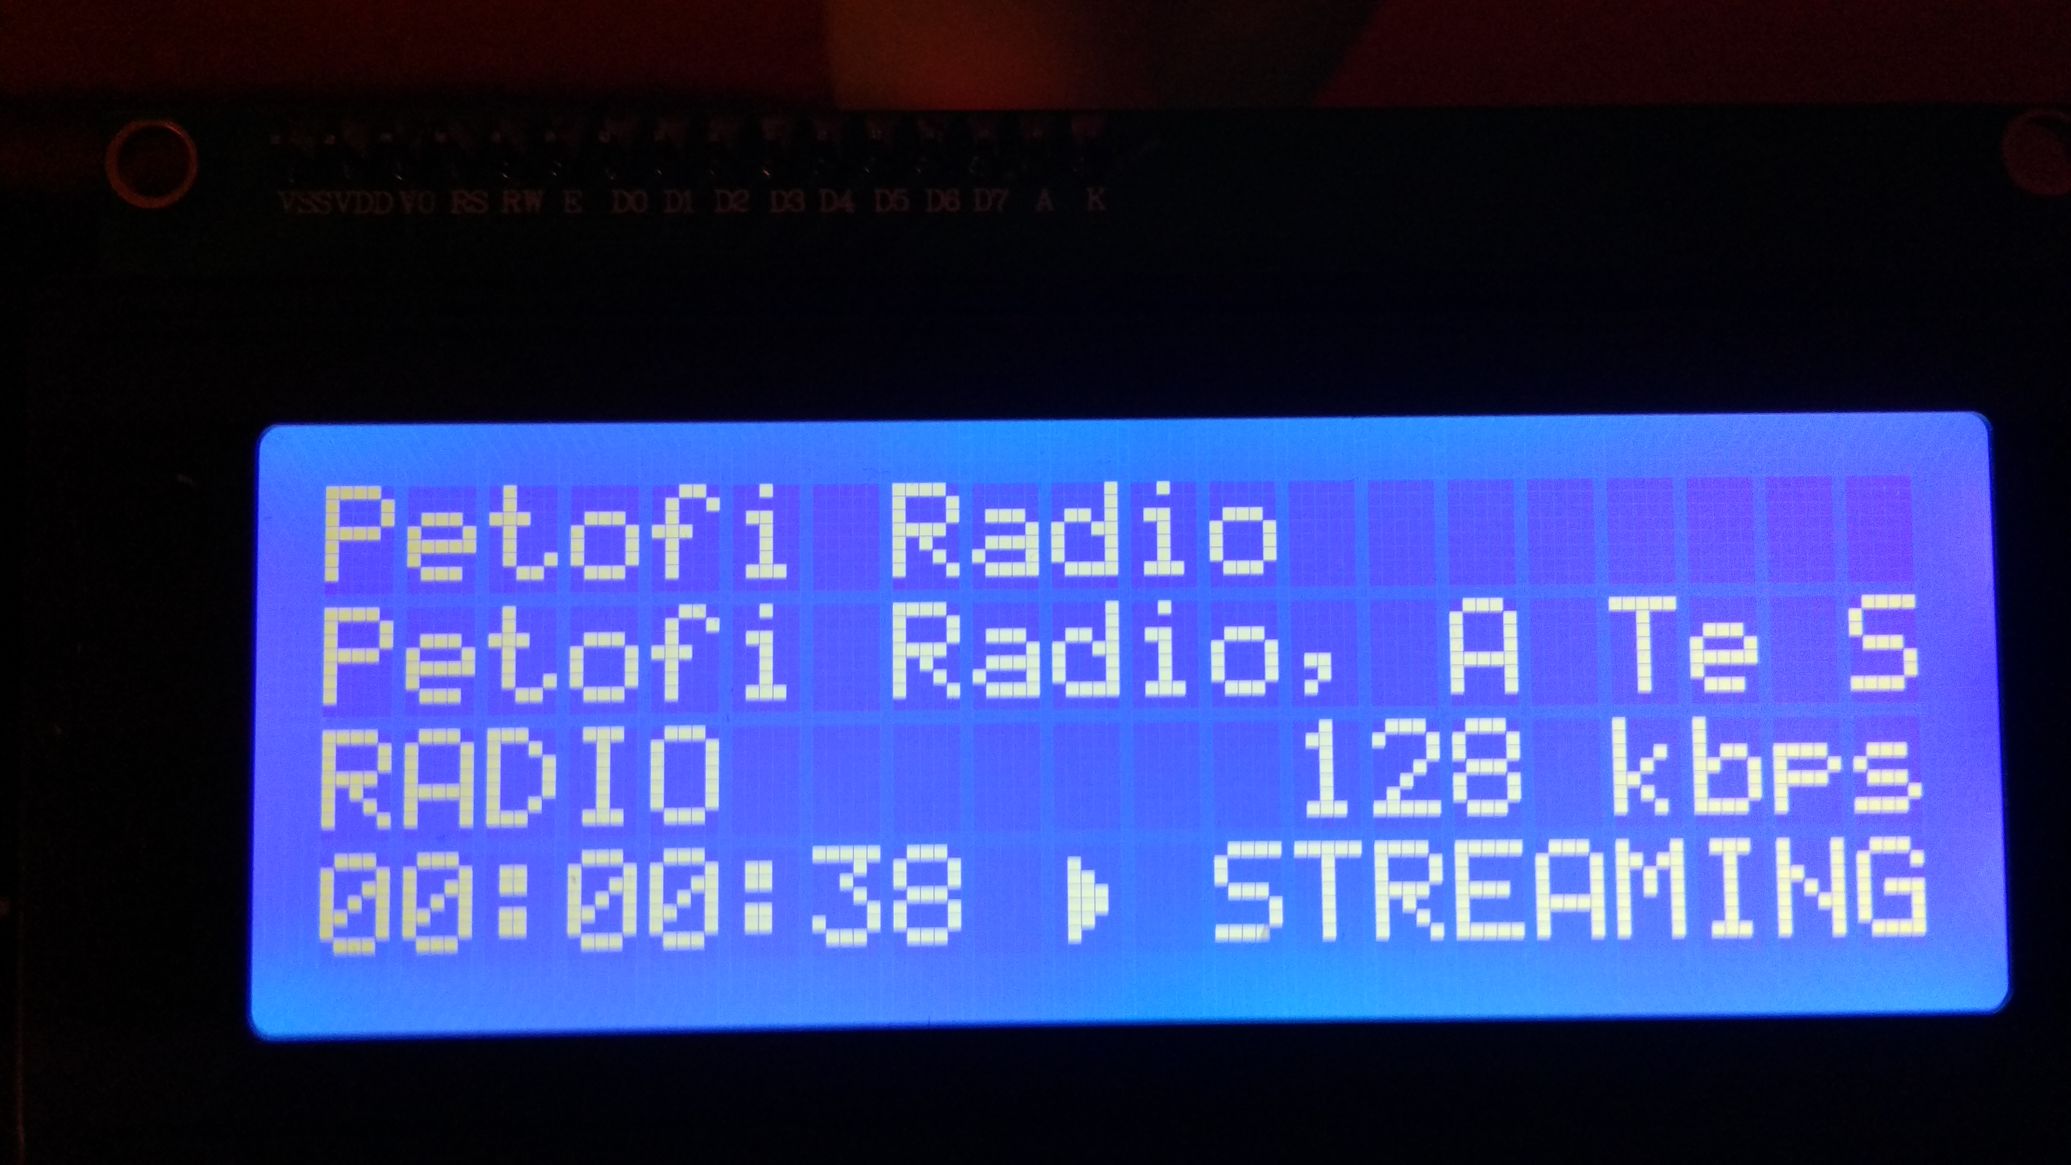 VSS VDD V0 RS RW E D0 D1 D2 D3 D4 D5 D6 D7 A K
Petofi Radio
Petofi Radio, A Te S
RADIO 128 kbps
00:00:38 STREAMING